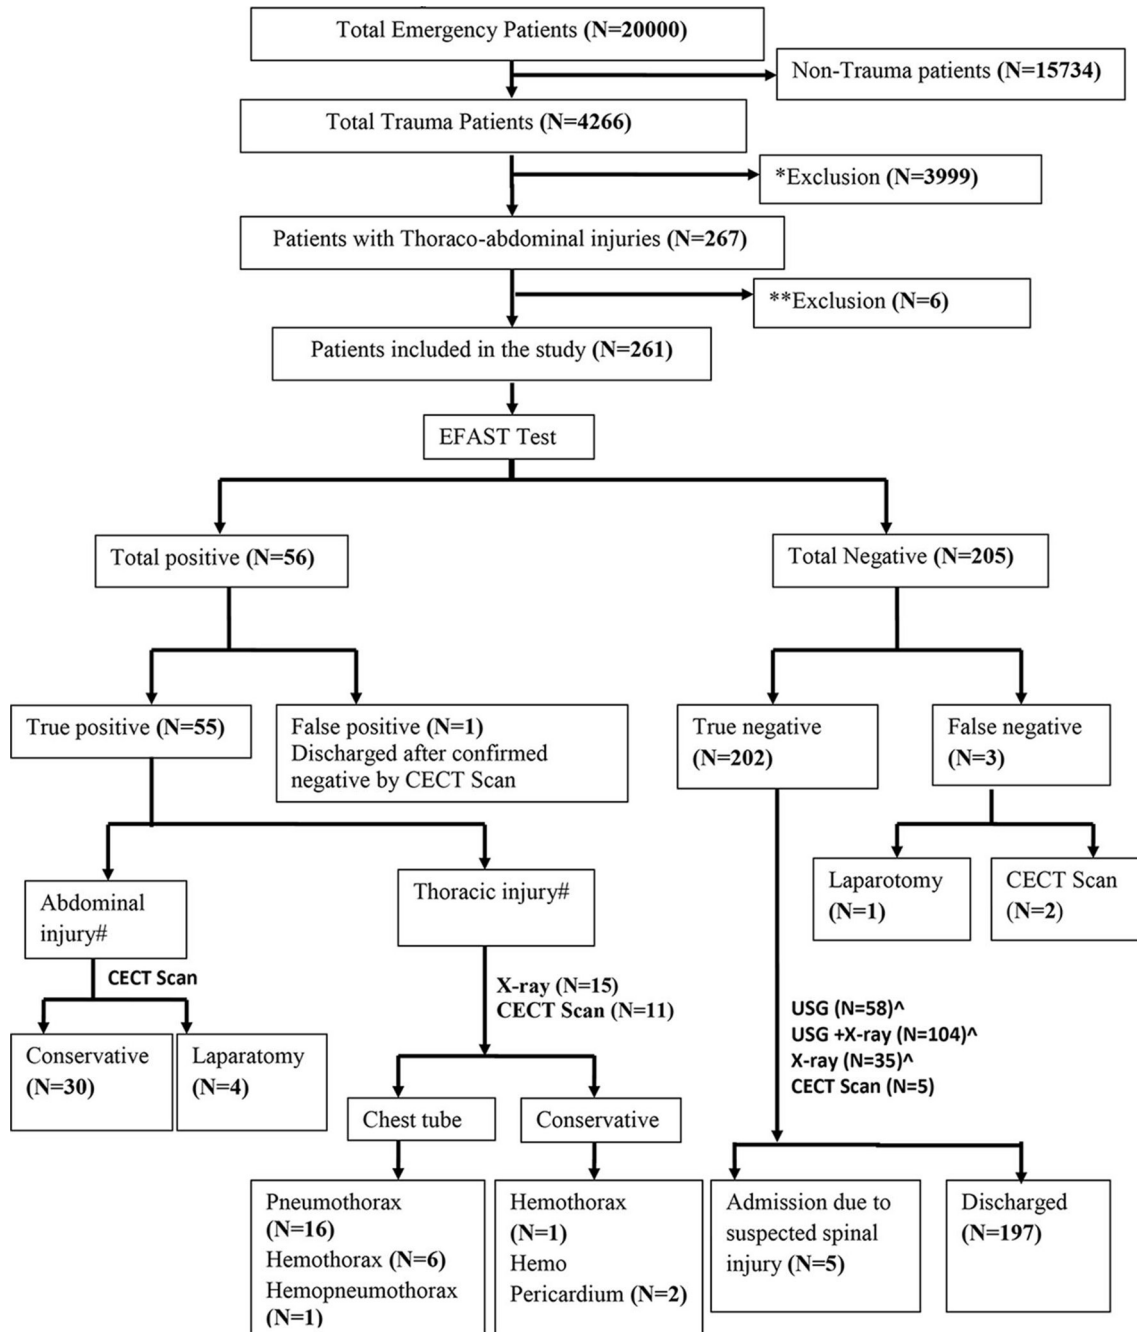 Total Emergency Patients (N=20000)
Non-Trauma patients (N=15734)
Total Trauma Patients (N=4266)
*Exclusion (N=3999)
Patients with Thoraco-abdominal injuries (N=267)
**Exclusion (N=6)
Patients included in the study (N=261)
EFAST Test
Total positive (N=56)
Total Negative (N=205)
True positive (N=55)
False positive (N=1)
Discharged after confirmed
negative by CECT Scan
True negative
(N=202)
False negative
(N=3)
Abdominal
injury#
Thoracic injury#
Laparotomy
(N=1)
CECT Scan
(N=2)
CECT Scan
X-ray (N=15)
CECT Scan (N=11)
USG (N=58)^
USG +X-ray (N=104)^
X-ray (N=35)^
CECT Scan (N=5)
Conservative
(N=30)
Laparatomy
(N=4)
Chest tube
Conservative
Pneumothorax
(N=16)
Hemothorax (N=6)
Hemopneumothorax
(N=1)
Hemothorax
(N=1)
Hemo
Pericardium (N=2)
Admission due to
suspected spinal
injury (N=5)
Discharged
(N=197)